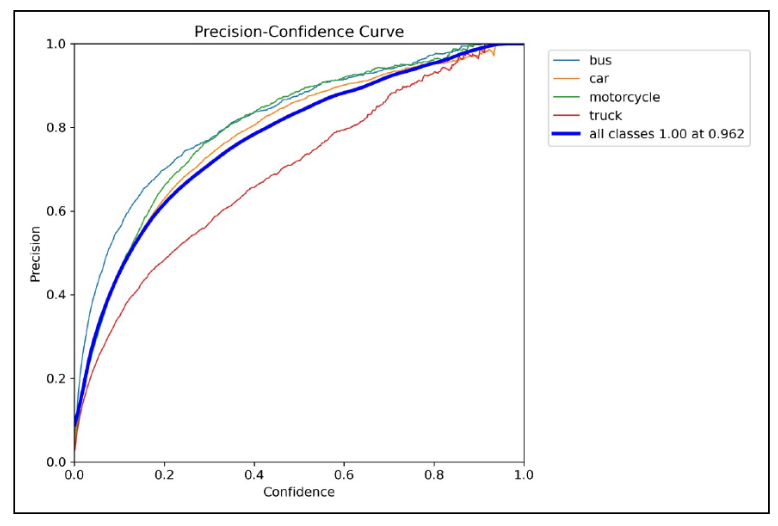 Precision-Confidence Curve
1.0
0.8
0.6
0.4
0.2
0.0
Precision
0.0 0.2 0.4 0.6 0.8 1.0
Confidence
bus
car
motorcycle
truck
all classes 1.00 at 0.962